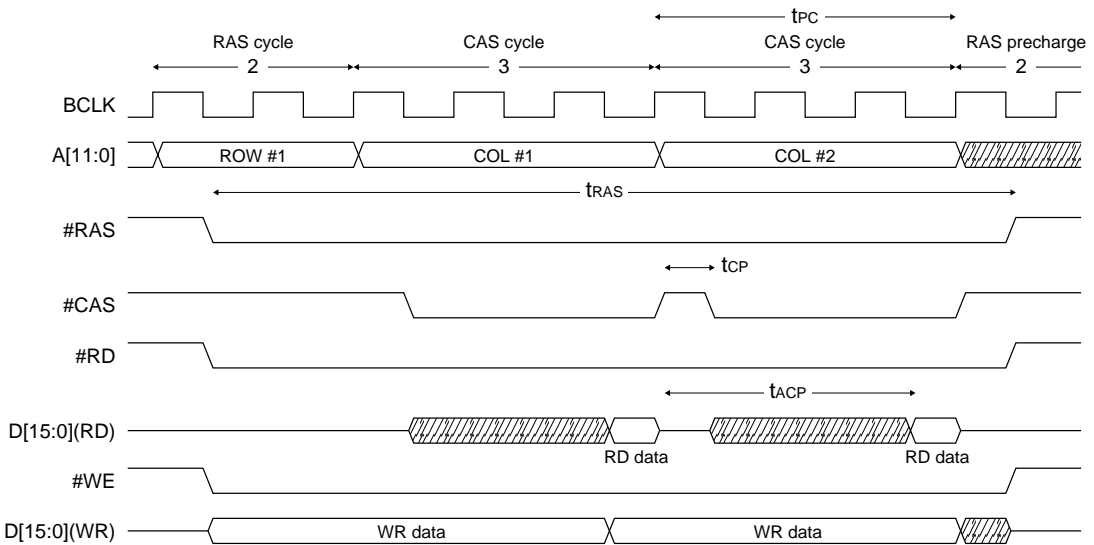 tPC
RAS cycle CAS cycle CAS cycle RAS precharge
2 3 3 2
BCLK
A[11:0] ROW #1 COL #1 COL #2
tRAS
#RAS
tCP
#CAS
#RD
tACP
D[15:0](RD)
RD data RD data
#WE
D[15:0](WR) WR data WR data